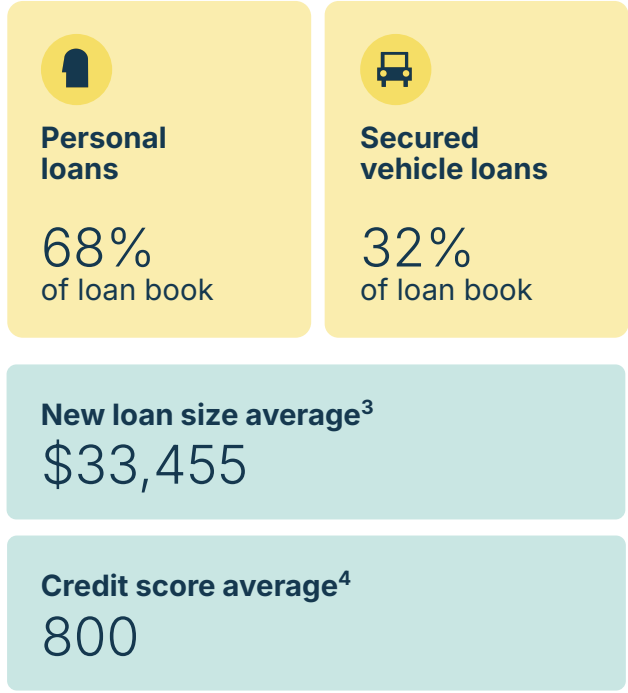 Personal
loans
68%
of loan book
Secured
vehicle loans
32%
of loan book
New loan size average³
$33,455
Credit score average⁴
800